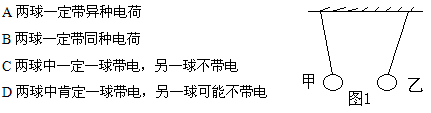 A 两球一定带异种电荷
B 两球一定带同种电荷
C 两球中一定一球带电，另一球不带电
D 两球中肯定一球带电，另一球可能不带电
甲
乙
图1